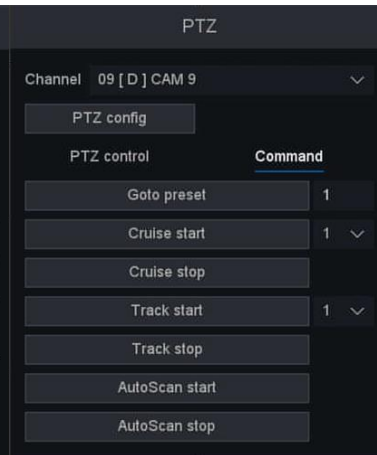 PTZ
Channel 09 [ D ] CAM 9
PTZ config
PTZ control Command
Goto preset 1
Cruise start 1
Cruise stop
Track start 1
Track stop
AutoScan start
AutoScan stop